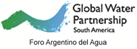 Global Water
Partnership
South America
Foro Argentino del Agua